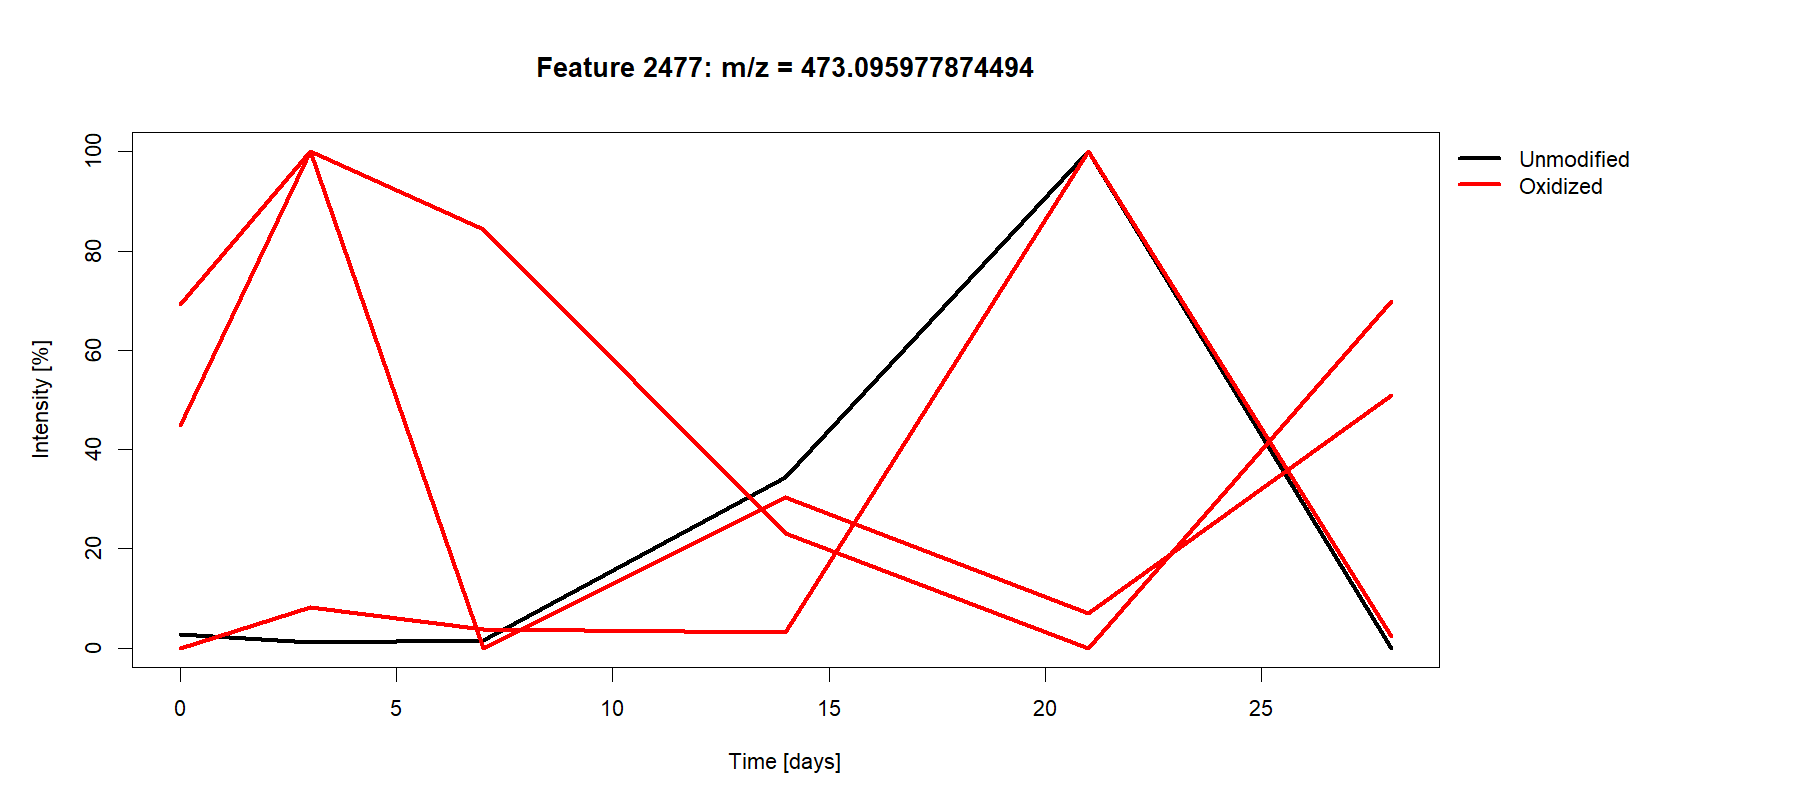 Feature 2477: m/z = 473.095977874494
Unmodified
Oxidized
Intensity [%]
100
80
60
40
20
0
0 5 10 15 20 25
Time [days]